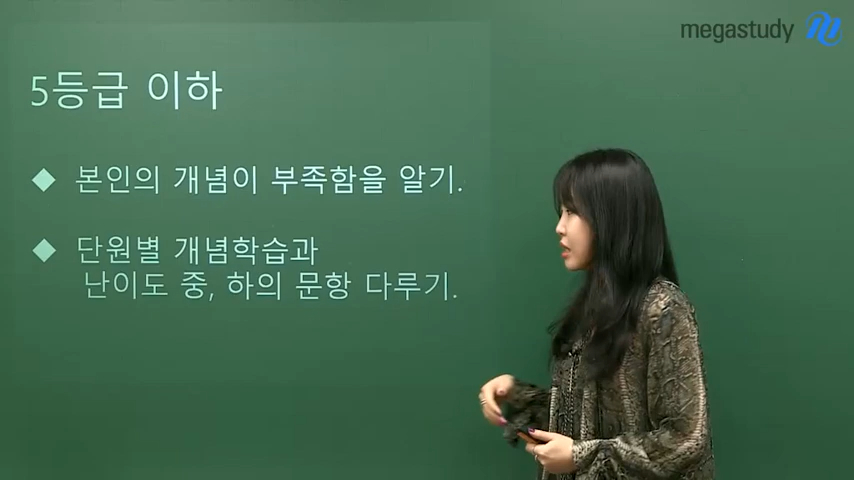 megastudy
5등급 이하
◆ 본인의 개념이 부족함을 알기.
◆ 단원별 개념학습과
난이도 중, 하의 문항 다루기.